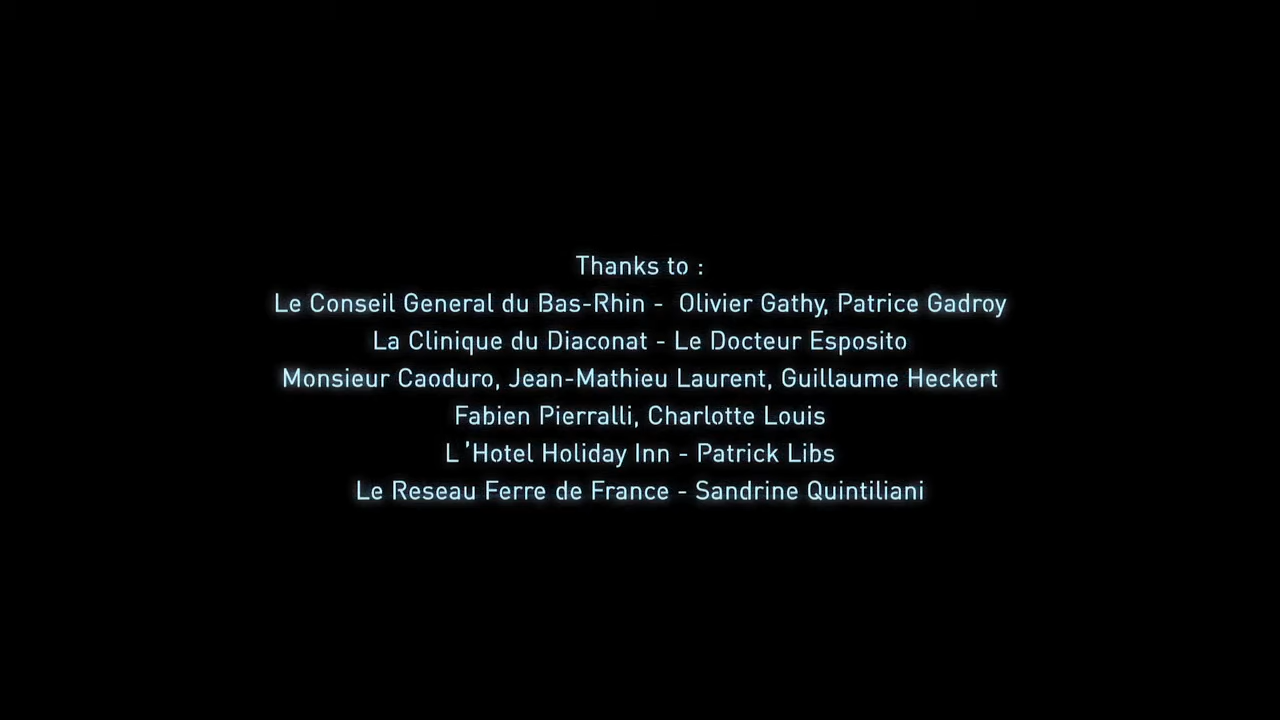 Thanks to :
Le Conseil General du Bas-Rhin -  Olivier Gathy, Patrice Gadroy
La Clinique du Diaconat - Le Docteur Esposito
Monsieur Caoduro, Jean-Mathieu Laurent, Guillaume Heckert
Fabien Pierralli, Charlotte Louis
L 'Hotel Holiday Inn - Patrick Libs
Le Reseau Ferre de France - Sandrine Quintiliani